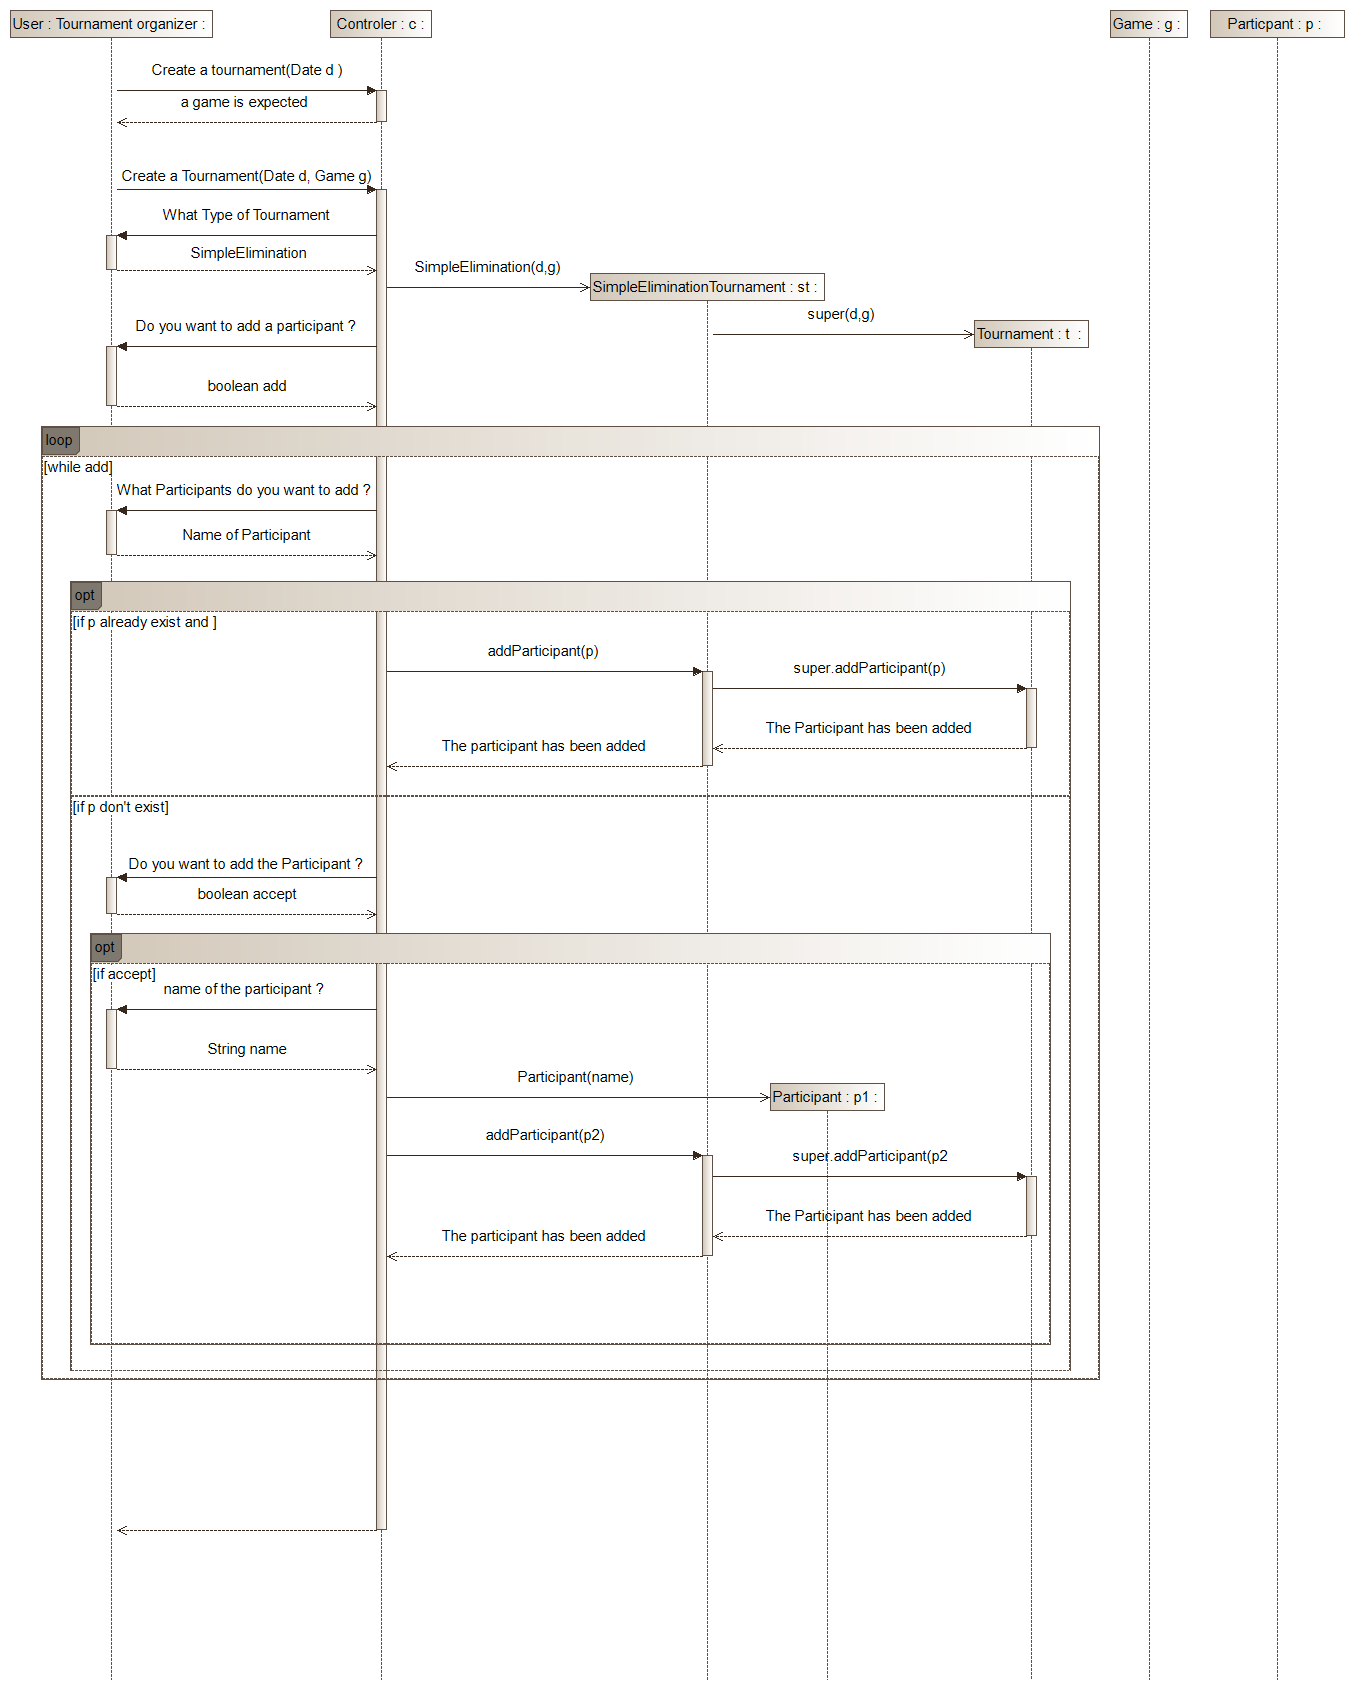 User : Tournament organizer :
Controler : c :
Game : g :
Particpant : p :
Create a tournament(Date d )
a game is expected
Create a Tournament(Date d, Game g)
What Type of Tournament
SimpleElimination
SimpleElimination(d,g)
SimpleEliminationTournament : st :
super(d,g)
Tournament : t :
Do you want to add a participant ?
boolean add
loop
[while add]
What Participants do you want to add ?
Name of Participant
opt
[if p already exist and ]
addParticipant(p)
super.addParticipant(p)
The Participant has been added
The participant has been added
[if p don't exist]
Do you want to add the Participant ?
boolean accept
opt
[if accept]
name of the participant ?
String name
Participant(name)
Participant : p1 :
addParticipant(p2)
super.addParticipant(p2
The Participant has been added
The participant has been added